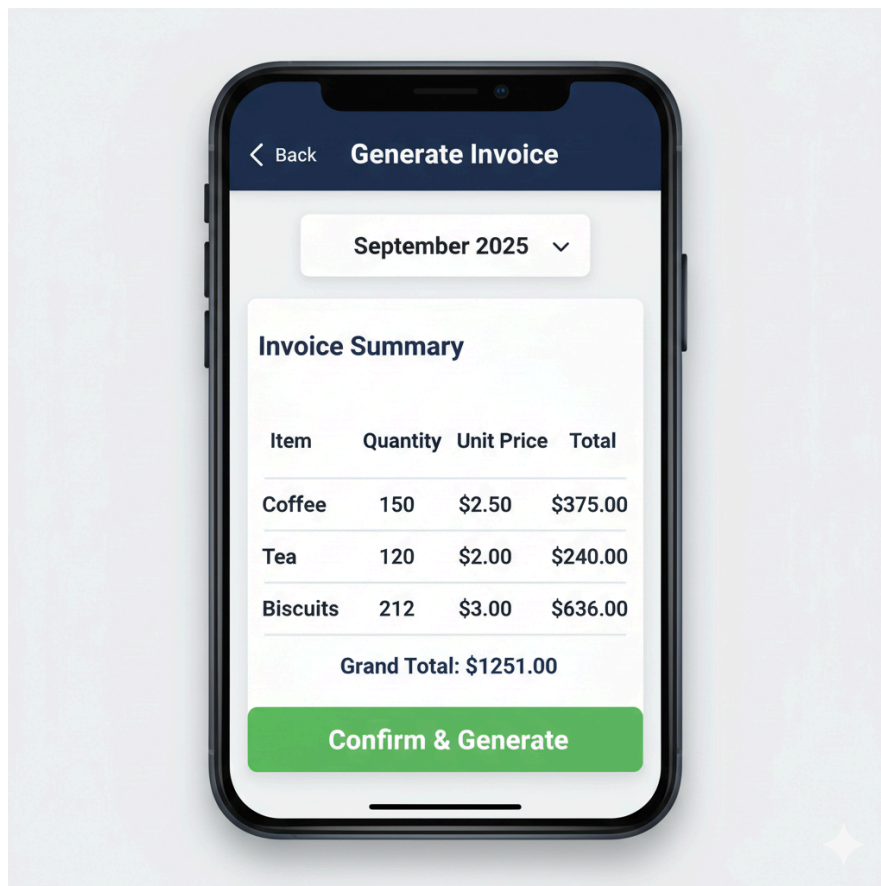 Back Generate Invoice
September 2025
Invoice Summary
Item Quantity Unit Price Total
Coffee 150 $2.50 $375.00
Tea 120 $2.00 $240.00
Biscuits 212 $3.00 $636.00
Grand Total: $1251.00
Confirm & Generate